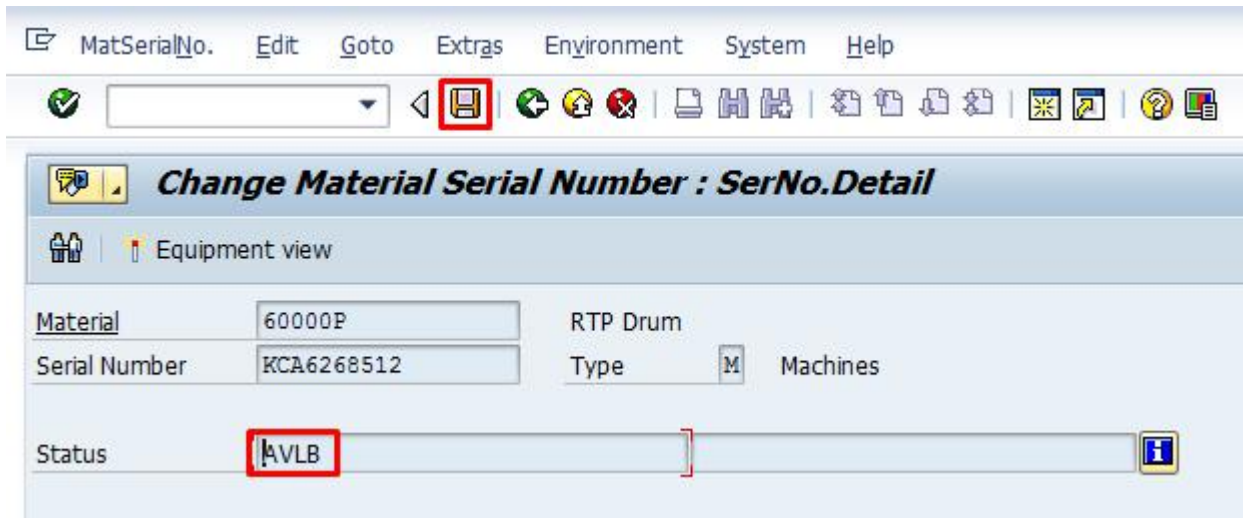 MatSerialNo. Edit Goto Extras Environment System Help
Change Material Serial Number : SerNo.Detail
Equipment view
Material 60000P RTP Drum
Serial Number KCA6268512 Type M Machines
Status AVLB